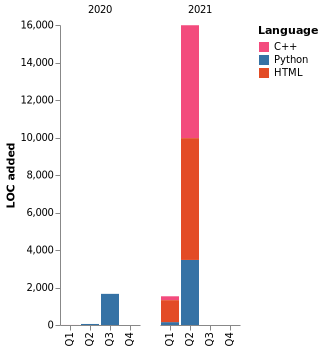 2020 2021
Language
C++
Python
HTML
LOC added
16,000
14,000
12,000
10,000
8,000
6,000
4,000
2,000
0
Q1 Q2 Q3 Q4 Q1 Q2 Q3 Q4